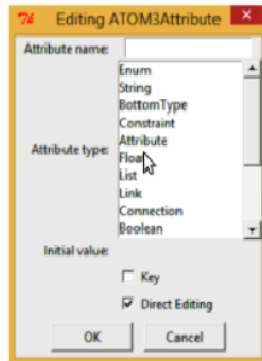 Editing ATOM3Attribute
Attribute name:
Enum
String
BottomType
Constraint
Attribute
Attribute type:
Float
List
Link
Connection
Boolean
Initial value:
Key
Direct Editing
OK
Cancel